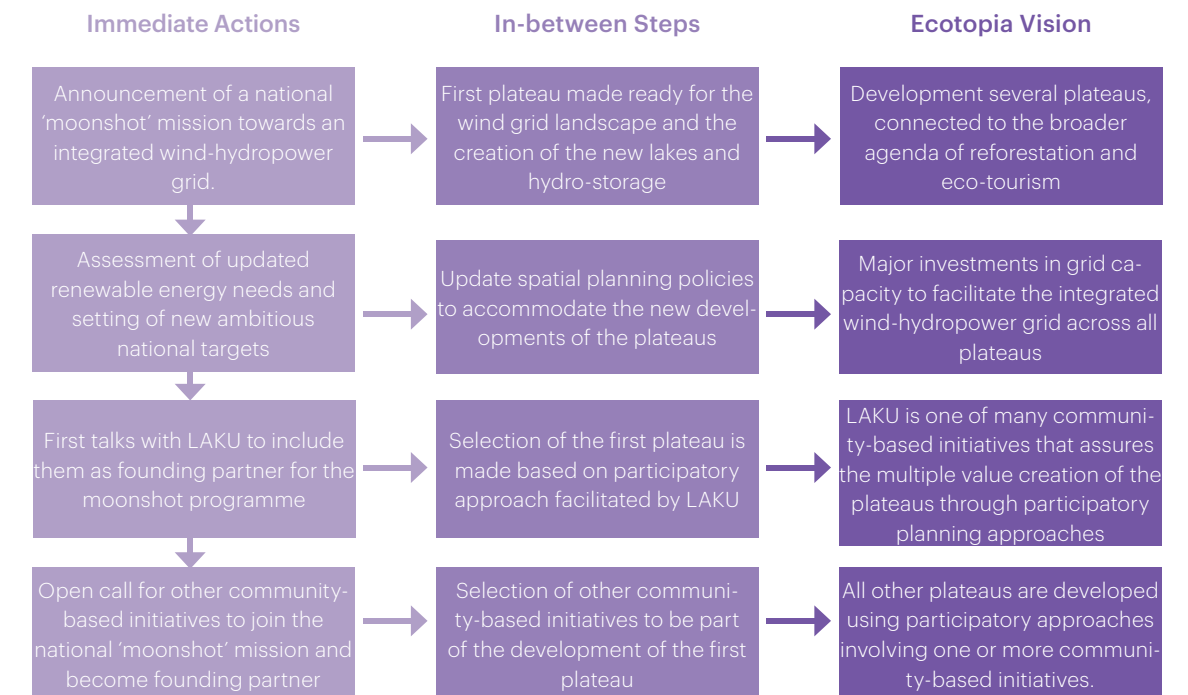 Immediate Actions
In-between Steps
Ecotopia Vision
Announcement of a national
'moonshot' mission towards an
integrated wind-hydropower
grid.
First plateau made ready for the
wind grid landscape and the
creation of the new lakes and
hydro-storage
Development several plateaus,
connected to the broader
agenda of reforestation and
eco-tourism
Assessment of updated
renewable energy needs and
setting of new ambitious
national targets
Update spatial planning policies
to accommodate the new devel-
opments of the plateaus
Major investments in grid ca-
pacity to facilitate the integrated
wind-hydropower grid across all
plateaus
First talks with LAKU to include
them as founding partner for the
moonshot programme
Selection of the first plateau is
made based on participatory
approach facilitated by LAKU
LAKU is one of many communi-
ty-based initiatives that assures
the multiple value creation of the
plateaus through participatory
planning approaches
Open call for other community-
based initiatives to join the
national 'moonshot' mission and
become founding partner
Selection of other communi-
ty-based initiatives to be part
of the development of the first
plateau
All other plateaus are developed
using participatory approaches
involving one or more communi-
ty-based initiatives.